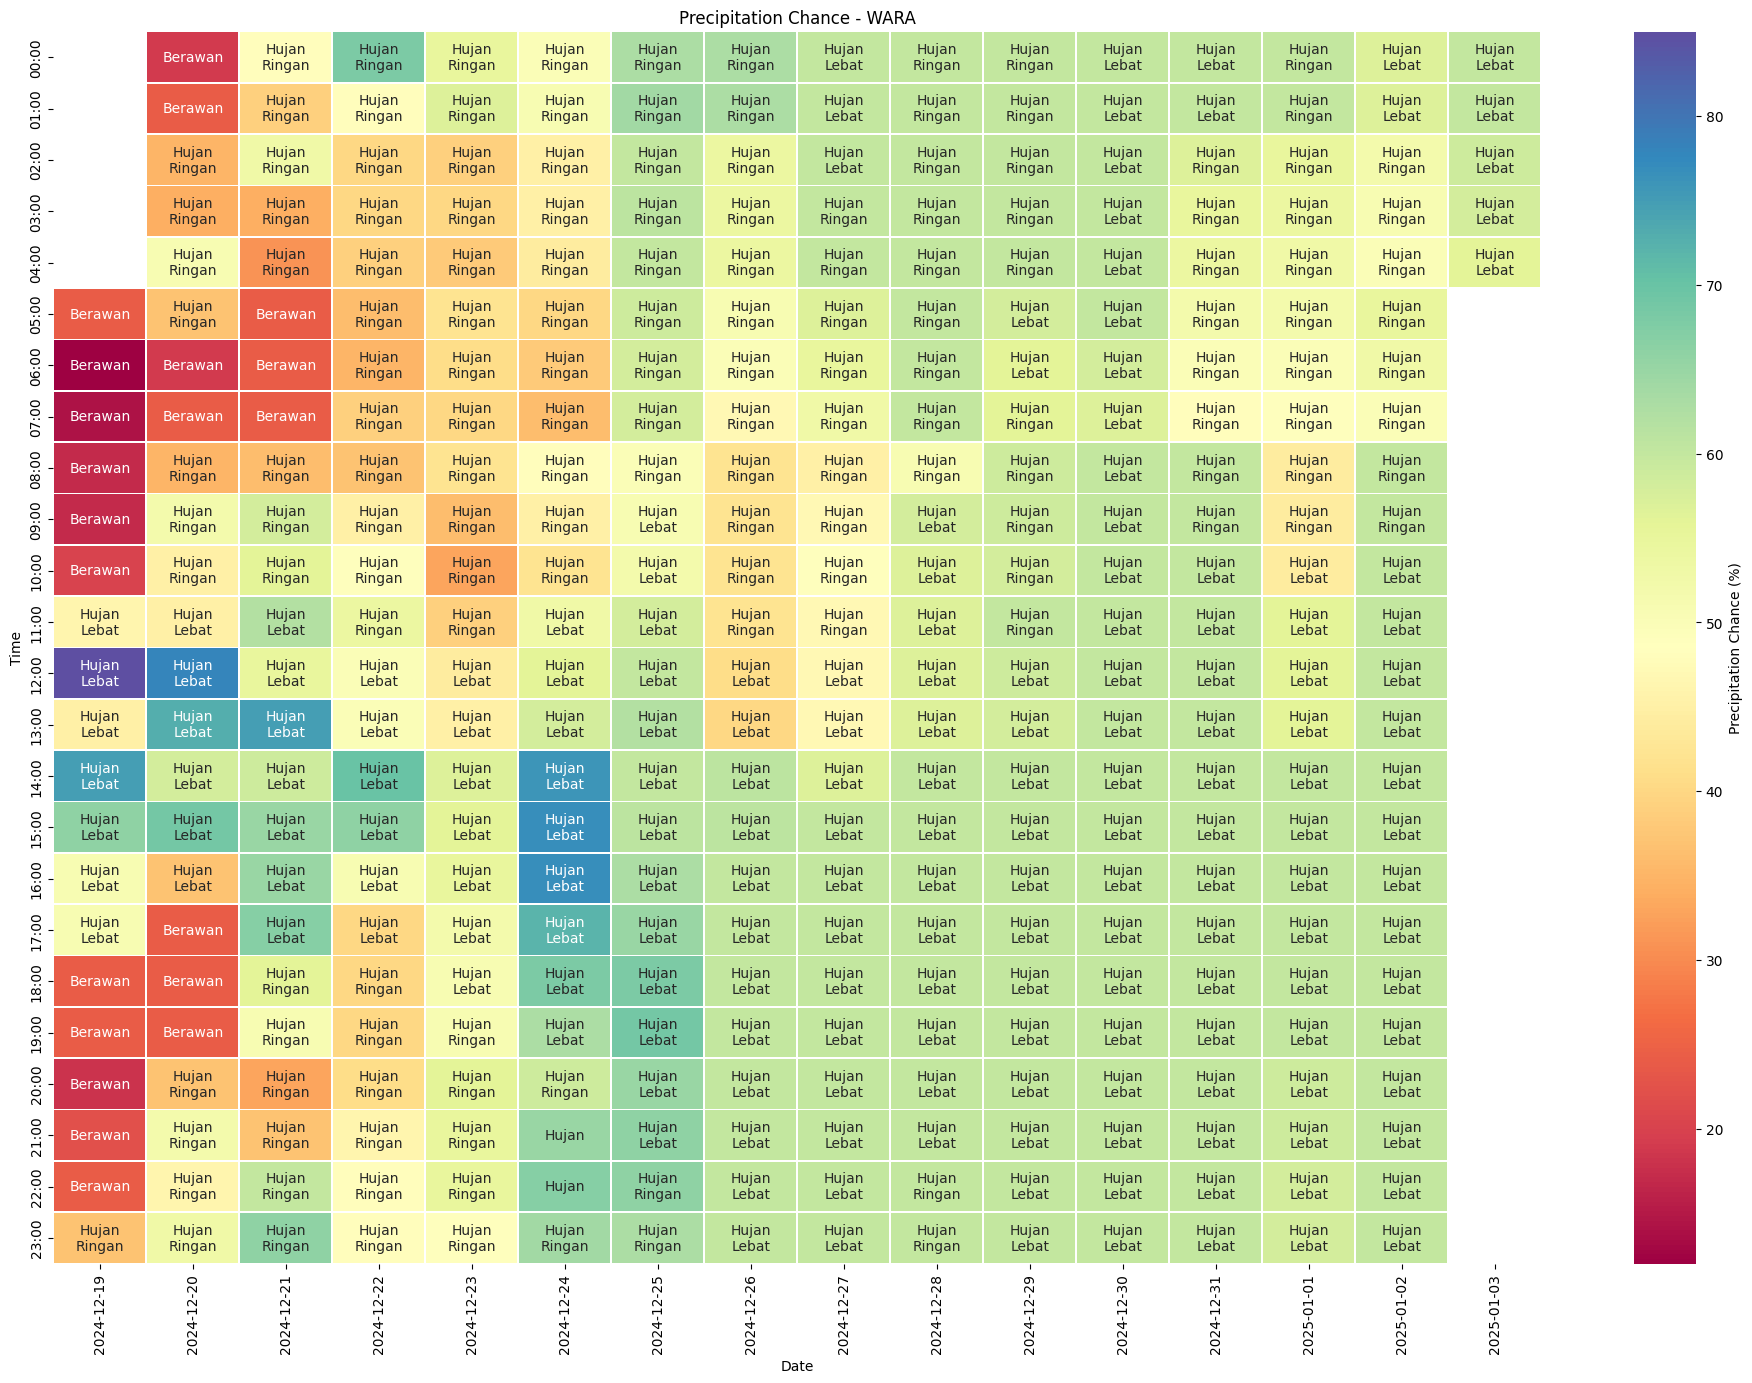 Precipitation Chance - WARA
00:00 Berawan Hujan Ringan Hujan Ringan Hujan Ringan Hujan Ringan Hujan Ringan Hujan Ringan Hujan Lebat Hujan Ringan Hujan Ringan Hujan Lebat Hujan Lebat Hujan Ringan Hujan Lebat Hujan Lebat
01:00 Berawan Hujan Ringan Hujan Ringan Hujan Ringan Hujan Ringan Hujan Ringan Hujan Ringan Hujan Lebat Hujan Ringan Hujan Ringan Hujan Lebat Hujan Lebat Hujan Ringan Hujan Lebat Hujan Lebat
02:00 Hujan Ringan Hujan Ringan Hujan Ringan Hujan Ringan Hujan Ringan Hujan Ringan Hujan Ringan Hujan Lebat Hujan Ringan Hujan Ringan Hujan Lebat Hujan Ringan Hujan Ringan Hujan Ringan Hujan Lebat
03:00 Hujan Ringan Hujan Ringan Hujan Ringan Hujan Ringan Hujan Ringan Hujan Ringan Hujan Ringan Hujan Ringan Hujan Ringan Hujan Ringan Hujan Lebat Hujan Ringan Hujan Ringan Hujan Ringan Hujan Lebat
04:00 Hujan Ringan Hujan Ringan Hujan Ringan Hujan Ringan Hujan Ringan Hujan Ringan Hujan Ringan Hujan Ringan Hujan Ringan Hujan Ringan Hujan Lebat Hujan Ringan Hujan Ringan Hujan Ringan Hujan Lebat
05:00 Berawan Hujan Ringan Berawan Hujan Ringan Hujan Ringan Hujan Ringan Hujan Ringan Hujan Ringan Hujan Ringan Hujan Ringan Hujan Lebat Hujan Lebat Hujan Ringan Hujan Ringan Hujan Ringan
06:00 Berawan Berawan Berawan Hujan Ringan Hujan Ringan Hujan Ringan Hujan Ringan Hujan Ringan Hujan Ringan Hujan Ringan Hujan Lebat Hujan Lebat Hujan Ringan Hujan Ringan Hujan Ringan
07:00 Berawan Berawan Berawan Hujan Ringan Hujan Ringan Hujan Ringan Hujan Ringan Hujan Ringan Hujan Ringan Hujan Ringan Hujan Ringan Hujan Lebat Hujan Ringan Hujan Ringan Hujan Ringan
08:00 Berawan Hujan Ringan Hujan Ringan Hujan Ringan Hujan Ringan Hujan Ringan Hujan Ringan Hujan Ringan Hujan Ringan Hujan Ringan Hujan Ringan Hujan Lebat Hujan Ringan Hujan Ringan Hujan Ringan
09:00 Berawan Hujan Ringan Hujan Ringan Hujan Ringan Hujan Ringan Hujan Ringan Hujan Lebat Hujan Ringan Hujan Ringan Hujan Lebat Hujan Ringan Hujan Lebat Hujan Ringan Hujan Ringan Hujan Ringan
10:00 Berawan Hujan Ringan Hujan Ringan Hujan Ringan Hujan Ringan Hujan Ringan Hujan Lebat Hujan Ringan Hujan Ringan Hujan Lebat Hujan Ringan Hujan Lebat Hujan Lebat Hujan Lebat Hujan Lebat
11:00 Hujan Lebat Hujan Lebat Hujan Lebat Hujan Ringan Hujan Ringan Hujan Lebat Hujan Lebat Hujan Ringan Hujan Ringan Hujan Lebat Hujan Ringan Hujan Lebat Hujan Lebat Hujan Lebat Hujan Lebat
12:00 Hujan Lebat Hujan Lebat Hujan Lebat Hujan Lebat Hujan Lebat Hujan Lebat Hujan Lebat Hujan Lebat Hujan Lebat Hujan Lebat Hujan Lebat Hujan Lebat Hujan Lebat Hujan Lebat Hujan Lebat
13:00 Hujan Lebat Hujan Lebat Hujan Lebat Hujan Lebat Hujan Lebat Hujan Lebat Hujan Lebat Hujan Lebat Hujan Lebat Hujan Lebat Hujan Lebat Hujan Lebat Hujan Lebat Hujan Lebat Hujan Lebat
14:00 Hujan Lebat Hujan Lebat Hujan Lebat Hujan Lebat Hujan Lebat Hujan Lebat Hujan Lebat Hujan Lebat Hujan Lebat Hujan Lebat Hujan Lebat Hujan Lebat Hujan Lebat Hujan Lebat Hujan Lebat
15:00 Hujan Lebat Hujan Lebat Hujan Lebat Hujan Lebat Hujan Lebat Hujan Lebat Hujan Lebat Hujan Lebat Hujan Lebat Hujan Lebat Hujan Lebat Hujan Lebat Hujan Lebat Hujan Lebat Hujan Lebat
16:00 Hujan Lebat Hujan Lebat Hujan Lebat Hujan Lebat Hujan Lebat Hujan Lebat Hujan Lebat Hujan Lebat Hujan Lebat Hujan Lebat Hujan Lebat Hujan Lebat Hujan Lebat Hujan Lebat Hujan Lebat
17:00 Hujan Lebat Berawan Hujan Lebat Hujan Lebat Hujan Lebat Hujan Lebat Hujan Lebat Hujan Lebat Hujan Lebat Hujan Lebat Hujan Lebat Hujan Lebat Hujan Lebat Hujan Lebat Hujan Lebat
18:00 Berawan Berawan Hujan Ringan Hujan Ringan Hujan Lebat Hujan Lebat Hujan Lebat Hujan Lebat Hujan Lebat Hujan Lebat Hujan Lebat Hujan Lebat Hujan Lebat Hujan Lebat Hujan Lebat
19:00 Berawan Berawan Hujan Ringan Hujan Ringan Hujan Ringan Hujan Lebat Hujan Lebat Hujan Lebat Hujan Lebat Hujan Lebat Hujan Lebat Hujan Lebat Hujan Lebat Hujan Lebat Hujan Lebat
20:00 Berawan Hujan Ringan Hujan Ringan Hujan Ringan Hujan Ringan Hujan Ringan Hujan Lebat Hujan Lebat Hujan Lebat Hujan Lebat Hujan Lebat Hujan Lebat Hujan Lebat Hujan Lebat Hujan Lebat
21:00 Berawan Hujan Ringan Hujan Ringan Hujan Ringan Hujan Ringan Hujan Hujan Lebat Hujan Lebat Hujan Lebat Hujan Lebat Hujan Lebat Hujan Lebat Hujan Lebat Hujan Lebat Hujan Lebat
22:00 Berawan Hujan Ringan Hujan Ringan Hujan Ringan Hujan Ringan Hujan Hujan Ringan Hujan Lebat Hujan Lebat Hujan Ringan Hujan Lebat Hujan Lebat Hujan Lebat Hujan Lebat Hujan Lebat
23:00 Hujan Ringan Hujan Ringan Hujan Ringan Hujan Ringan Hujan Ringan Hujan Ringan Hujan Ringan Hujan Lebat Hujan Lebat Hujan Ringan Hujan Lebat Hujan Lebat Hujan Lebat Hujan Lebat Hujan Lebat
Time
2024-12-19 2024-12-20 2024-12-21 2024-12-22 2024-12-23 2024-12-24 2024-12-25 2024-12-26 2024-12-27 2024-12-28 2024-12-29 2024-12-30 2024-12-31 2025-01-01 2025-01-02 2025-01-03
Date
80
70
60
50
40
30
20
Precipitation Chance (%)